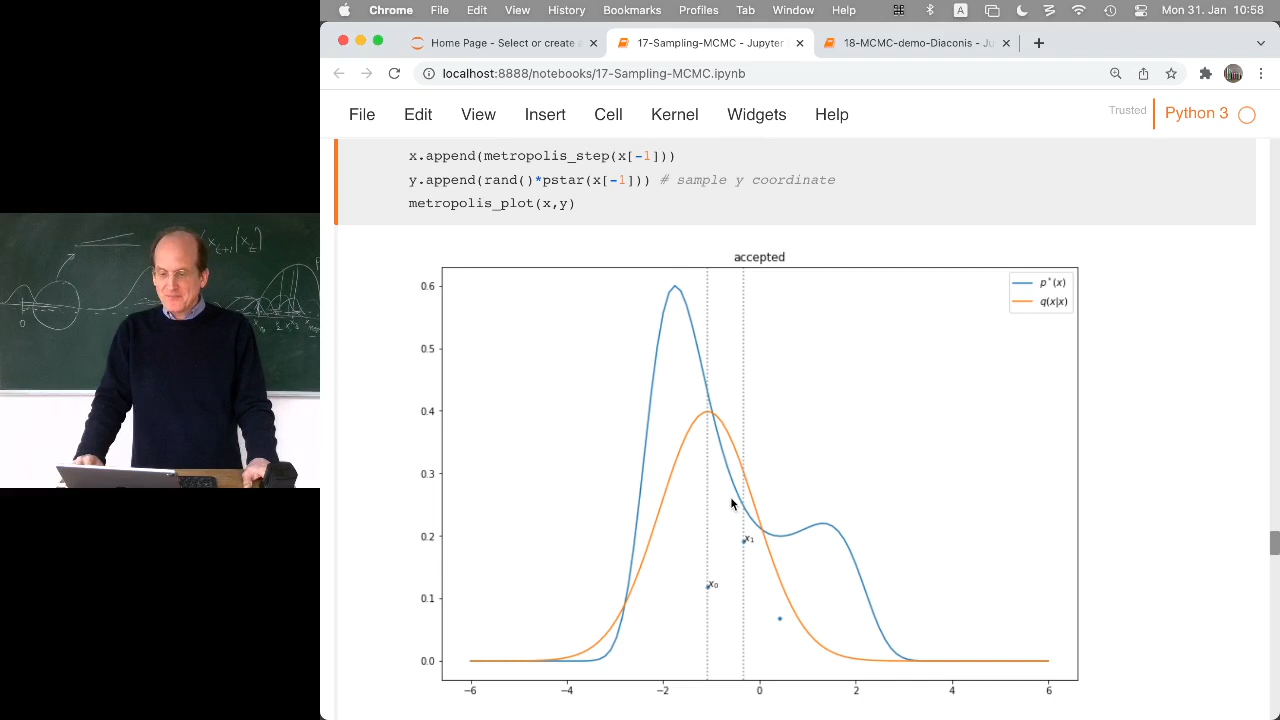 Chrome File Edit View History Bookmarks Profiles Tab Window Help A Mon 31. Jan 10:58
Home Page - Select or create a 17-Sampling-MCMC - Jupyter 18-MCMC-demo-Diaconis - Ju
localhost:8888/notebooks/17-Sampling-MCMC.ipynb
File Edit View Insert Cell Kernel Widgets Help Trusted Python 3
x.append(metropolis_step(x[-1]))
y.append(rand()*pstar(x[-1])) # sample y coordinate
metropolis_plot(x,y)
accepted
p*(x)
q(x|x)
0.6
0.5
0.4
0.3
0.2
0.1
0.0
x₁
x₀
−6 −4 −2 0 2 4 6
(x_{t+1}|x_t]
0